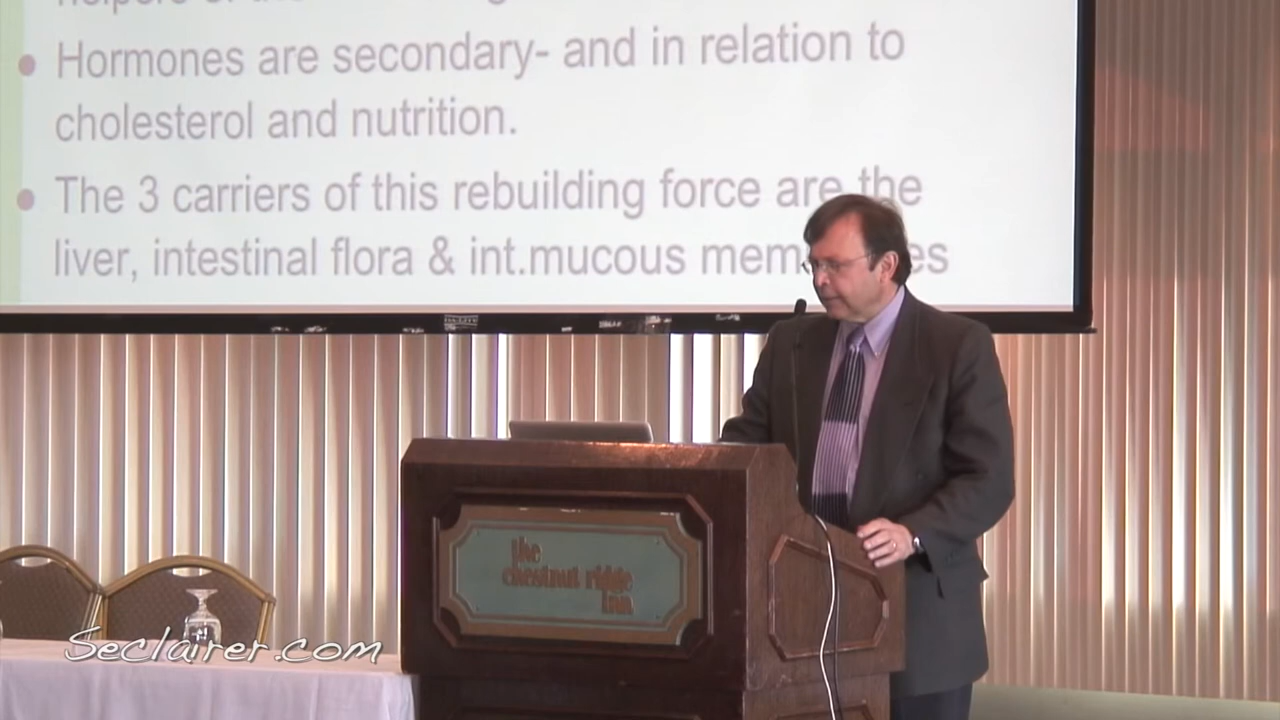 Hormones are secondary- and in relation to
cholesterol and nutrition.
The 3 carriers of this rebuilding force are the
liver, intestinal flora & int.mucous
the
chestnut ridge
inn
Seclairer.com